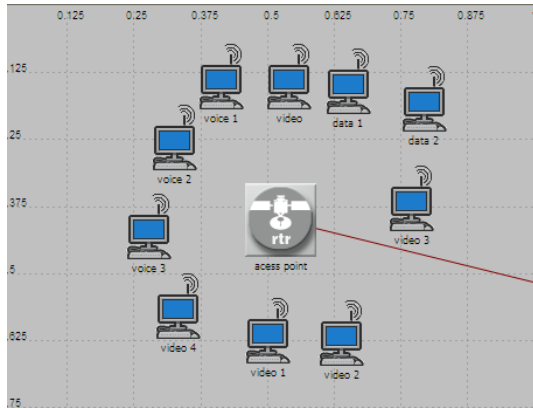 0.125 0.25 0.375 0.5 0.625 0.75 0.875
.125
voice 1 video data 1 data 2
.25
voice 2
.375
rtr
video 3
voice 3 acess point
.5
.625
video 4 video 1 video 2
.75